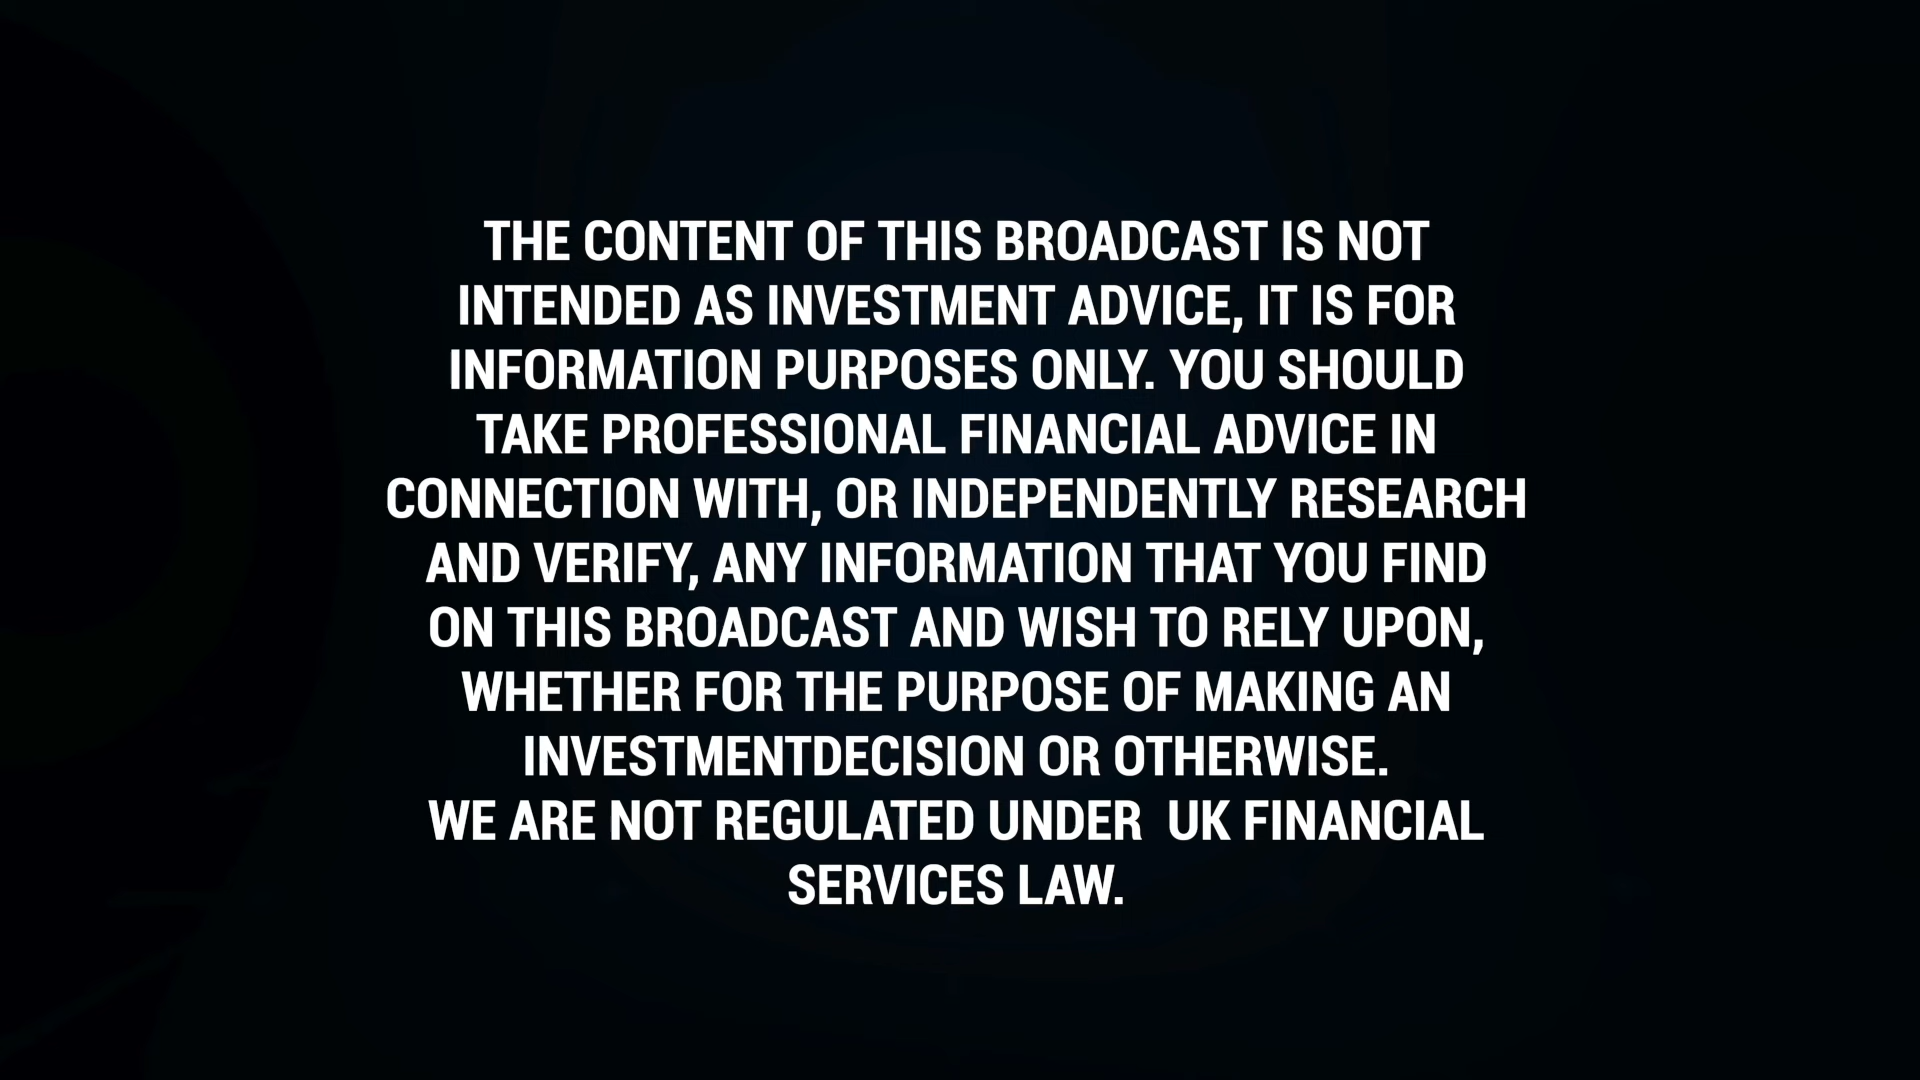 THE CONTENT OF THIS BROADCAST IS NOT
INTENDED AS INVESTMENT ADVICE, IT IS FOR
INFORMATION PURPOSES ONLY. YOU SHOULD
TAKE PROFESSIONAL FINANCIAL ADVICE IN
CONNECTION WITH, OR INDEPENDENTLY RESEARCH
AND VERIFY, ANY INFORMATION THAT YOU FIND
ON THIS BROADCAST AND WISH TO RELY UPON,
WHETHER FOR THE PURPOSE OF MAKING AN
INVESTMENTDECISION OR OTHERWISE.
WE ARE NOT REGULATED UNDER  UK FINANCIAL
SERVICES LAW.